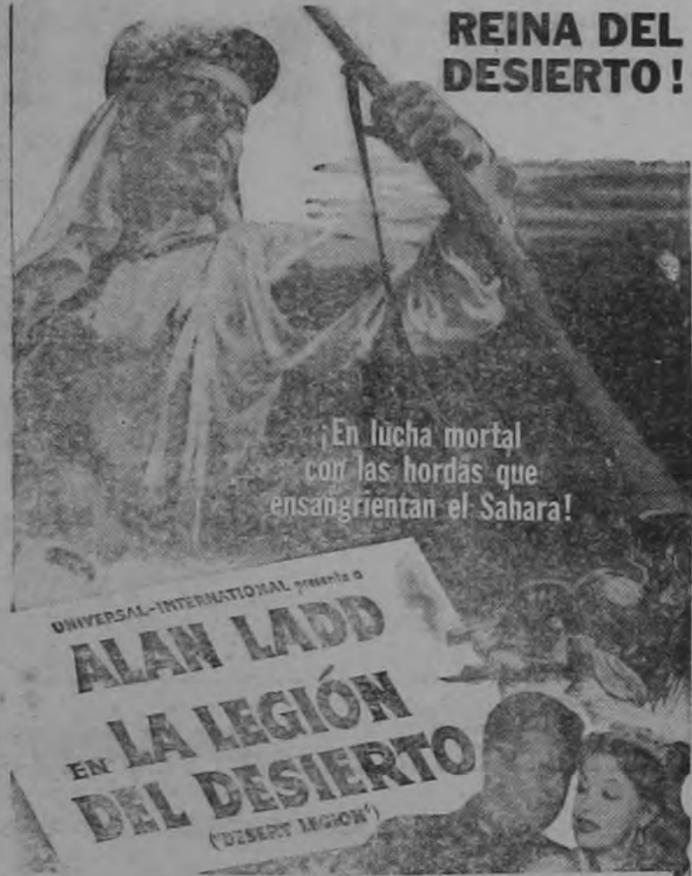 REINA DEL
DESIERTO!
¡En lucha mortal
con las hordas que
ensangrientan el Sahara!
UNIVERSAL-INTERNATIONAL presenta a
ALAN LADD
EN LA LEGIÓN
DEL DESIERTO
("DESERT LEGION")